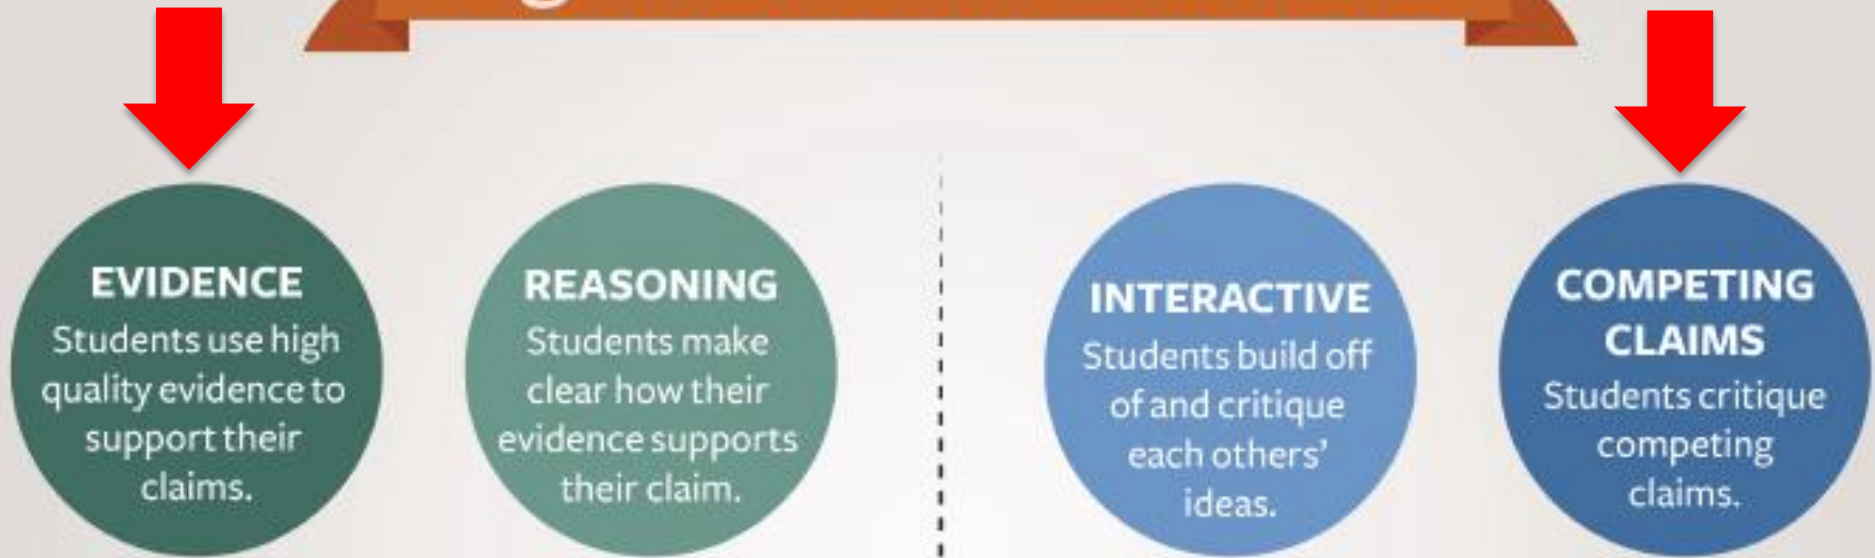 EVIDENCE
Students use high
quality evidence to
support their
claims.
REASONING
Students make
clear how their
evidence supports
their claim.
INTERACTIVE
Students build off
of and critique
each others'
ideas.
COMPETING
CLAIMS
Students critique
competing
claims.